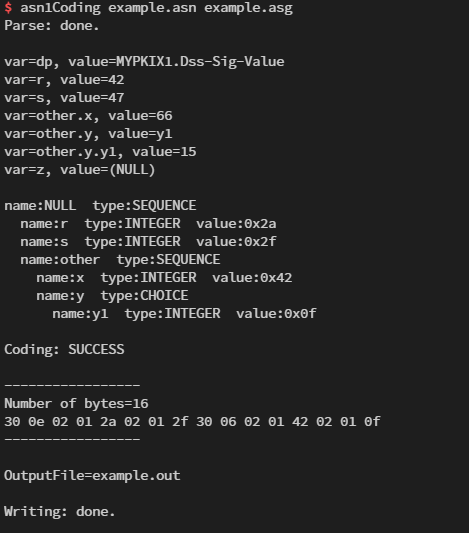 $ asn1Coding example.asn example.asg
Parse: done.

var=dp, value=MYPKIX1.Dss-Sig-Value
var=r, value=42
var=s, value=47
var=other.x, value=66
var=other.y, value=y1
var=other.y.y1, value=15
var=z, value=(NULL)

name:NULL  type:SEQUENCE
  name:r  type:INTEGER  value:0x2a
  name:s  type:INTEGER  value:0x2f
  name:other  type:SEQUENCE
    name:x  type:INTEGER  value:0x42
    name:y  type:CHOICE
      name:y1  type:INTEGER  value:0x0f

Coding: SUCCESS

-----------------
Number of bytes=16
30 0e 02 01 2a 02 01 2f 30 06 02 01 42 02 01 0f
-----------------

OutputFile=example.out

Writing: done.